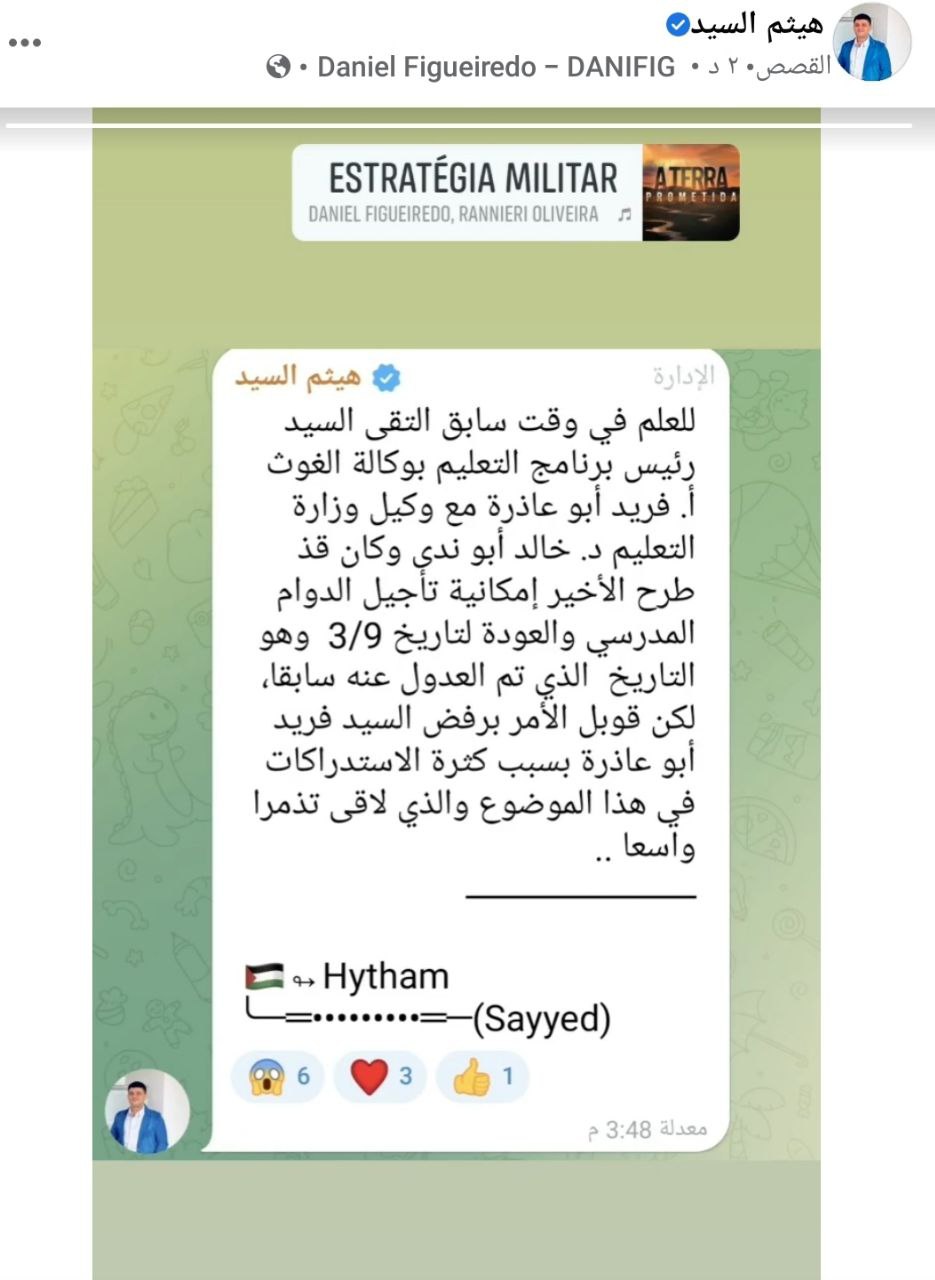 هيثم السيد
القصص • ٢ د • Daniel Figueiredo – DANIFIG •
ESTRATÉGIA MILITAR
DANIEL FIGUEIREDO, RANNIERI OLIVEIRA
A TERRA
PROMETIDA
هيثم السيد
الإدارة
للعلم في وقت سابق التقى السيد
رئيس برنامج التعليم بوكالة الغوث
أ. فريد أبو عاذرة مع وكيل وزارة
التعليم د. خالد أبو ندى وكان قذ
طرح الأخير إمكانية تأجيل الدوام
المدرسي والعودة لتاريخ 3/9 وهو
التاريخ الذي تم العدول عنه سابقا،
لكن قوبل الأمر برفض السيد فريد
أبو عاذرة بسبب كثرة الاستدراكات
في هذا الموضوع والذي لاقى تذمرا
واسعا ..
🇵🇸 ↬ Hytham
╰─═•••••••••═─(Sayyed)
😱 6 ❤️ 3 👍 1
معدلة 3:48 م